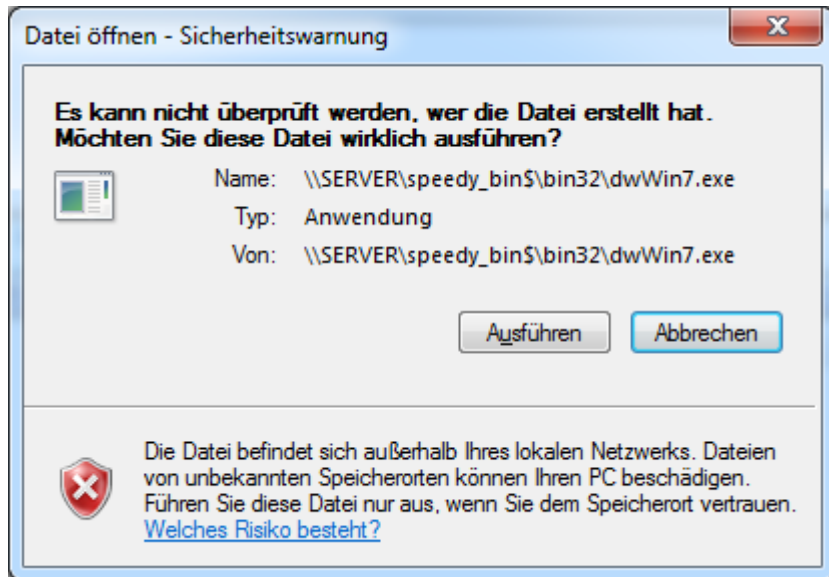 Datei öffnen - Sicherheitswarnung
Es kann nicht überprüft werden, wer die Datei erstellt hat.
Möchten Sie diese Datei wirklich ausführen?
Name: \\SERVER\speedy_bin$\bin32\dwWin7.exe
Typ: Anwendung
Von: \\SERVER\speedy_bin$\bin32\dwWin7.exe
Ausführen Abbrechen
Die Datei befindet sich außerhalb Ihres lokalen Netzwerks. Dateien
von unbekannten Speicherorten können Ihren PC beschädigen.
Führen Sie diese Datei nur aus, wenn Sie dem Speicherort vertrauen.
Welches Risiko besteht?